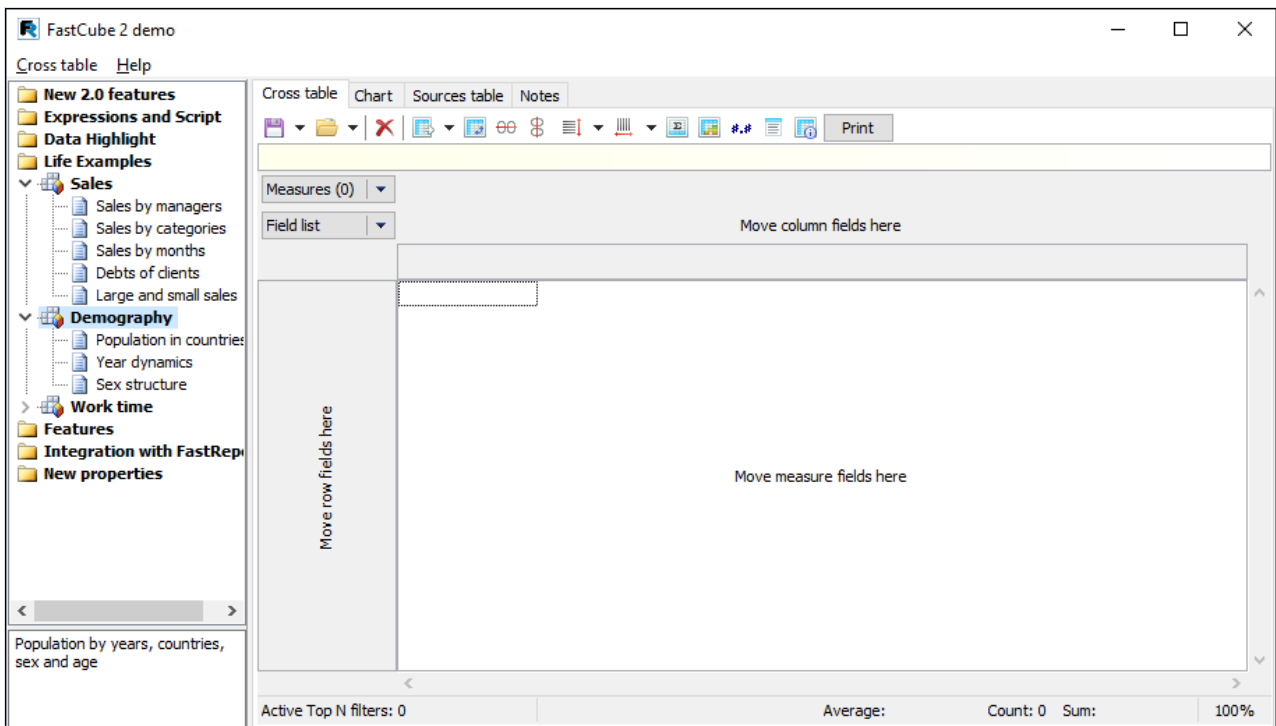 FastCube 2 demo
Cross table Help
New 2.0 features
Expressions and Script
Data Highlight
Life Examples
Sales
Sales by managers
Sales by categories
Sales by months
Debts of clients
Large and small sales
Demography
Population in countries
Year dynamics
Sex structure
Work time
Features
Integration with FastRep
New properties
Population by years, countries,
sex and age
Cross table Chart Sources table Notes
#.# Print
Measures (0)
Field list
Move column fields here
Move row fields here
Move measure fields here
Active Top N filters: 0 Average: Count: 0 Sum: 100%